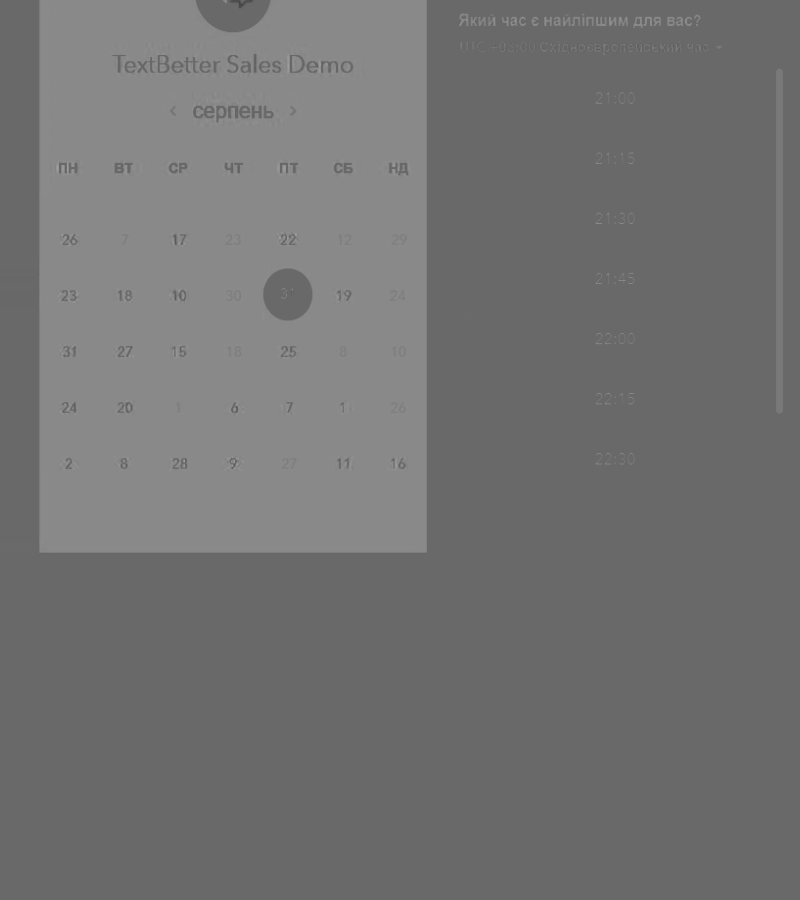 TextBetter Sales Demo
‹ серпень ›
ПН ВТ СР ЧТ ПТ СБ НД
26 7 17 23 22 12 29
23 18 10 30 31 19 24
31 27 15 18 25 8 10
24 20 1 6 7 1 26
2 8 28 9 27 11 16
Який час є найліпшим для вас?
UTC +03:00 Східноєвропейський час
21:00
21:15
21:30
21:45
22:00
22:15
22:30